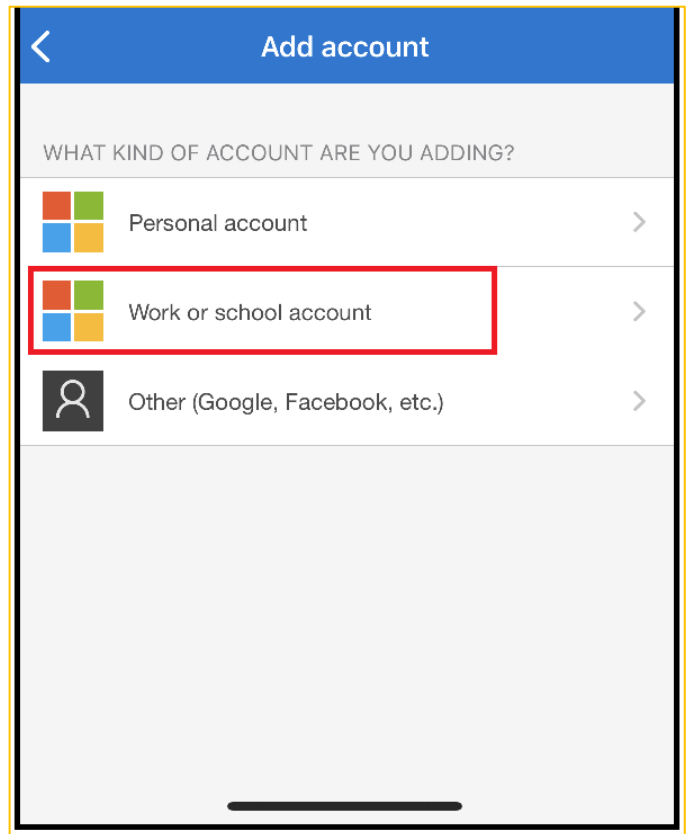 Add account
WHAT KIND OF ACCOUNT ARE YOU ADDING?
Personal account
Work or school account
Other (Google, Facebook, etc.)